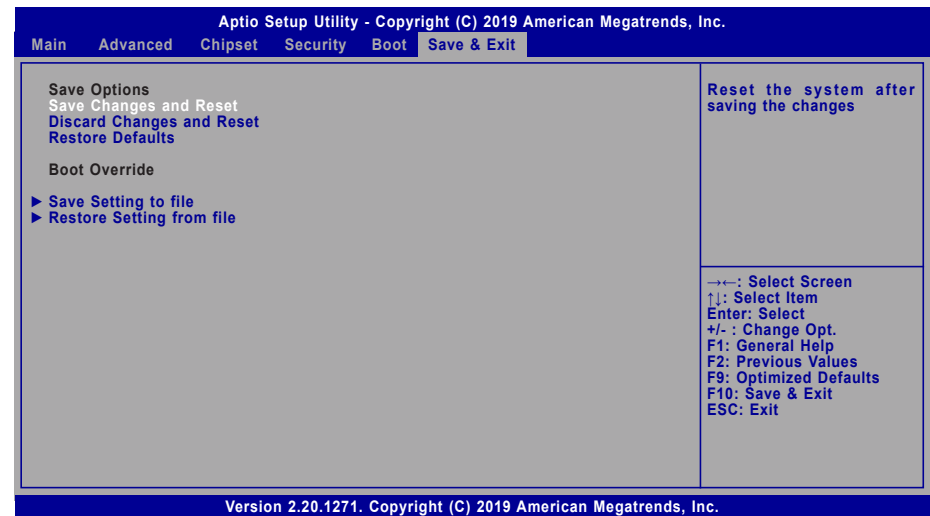 Aptio Setup Utility - Copyright (C) 2019 American Megatrends, Inc.
Main Advanced Chipset Security Boot Save & Exit
Save Options
Save Changes and Reset
Discard Changes and Reset
Restore Defaults
Boot Override
▶ Save Setting to file
▶ Restore Setting from file
Reset the system after
saving the changes
→←: Select Screen
↑↓: Select Item
Enter: Select
+/- : Change Opt.
F1: General Help
F2: Previous Values
F9: Optimized Defaults
F10: Save & Exit
ESC: Exit
Version 2.20.1271. Copyright (C) 2019 American Megatrends, Inc.